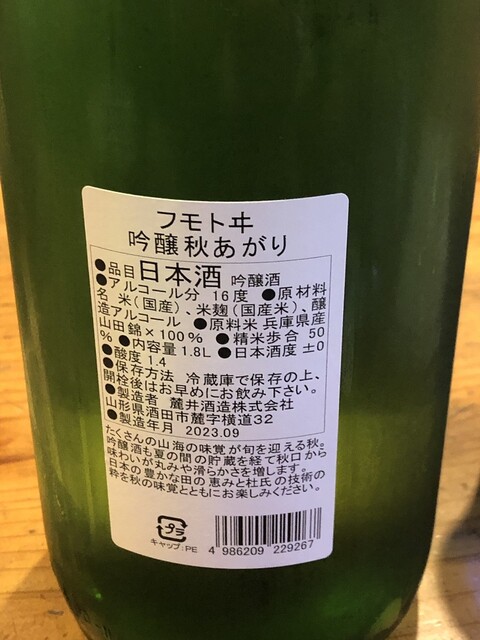 フモトヰ
吟醸秋あがり
●品目 日本酒 吟醸酒
●アルコール分 16度 ●原材料
名 米(国産)、米麹(国産米)、醸
造アルコール ●原料米 兵庫県産
山田錦×100% ●精米歩合 50
% ●内容量 1.8L ●日本酒度 ±0
●酸度 1.4
●保存方法 冷蔵庫で保存の上、
開栓後はお早めにお飲み下さい。
●製造者 麓井酒造株式会社
山形県酒田市麓字横道32
●製造年月 2023.09
たくさんの山海の味覚が旬を迎える秋。
吟醸酒も夏の間の貯蔵を経て秋口から
味わいが丸みや滑らかさを増します。
日本の豊かな田の恵みと杜氏の技術の
粋を秋の味覚とともにお楽しみください。
プラ
キャップ:PE
4 986209 229267